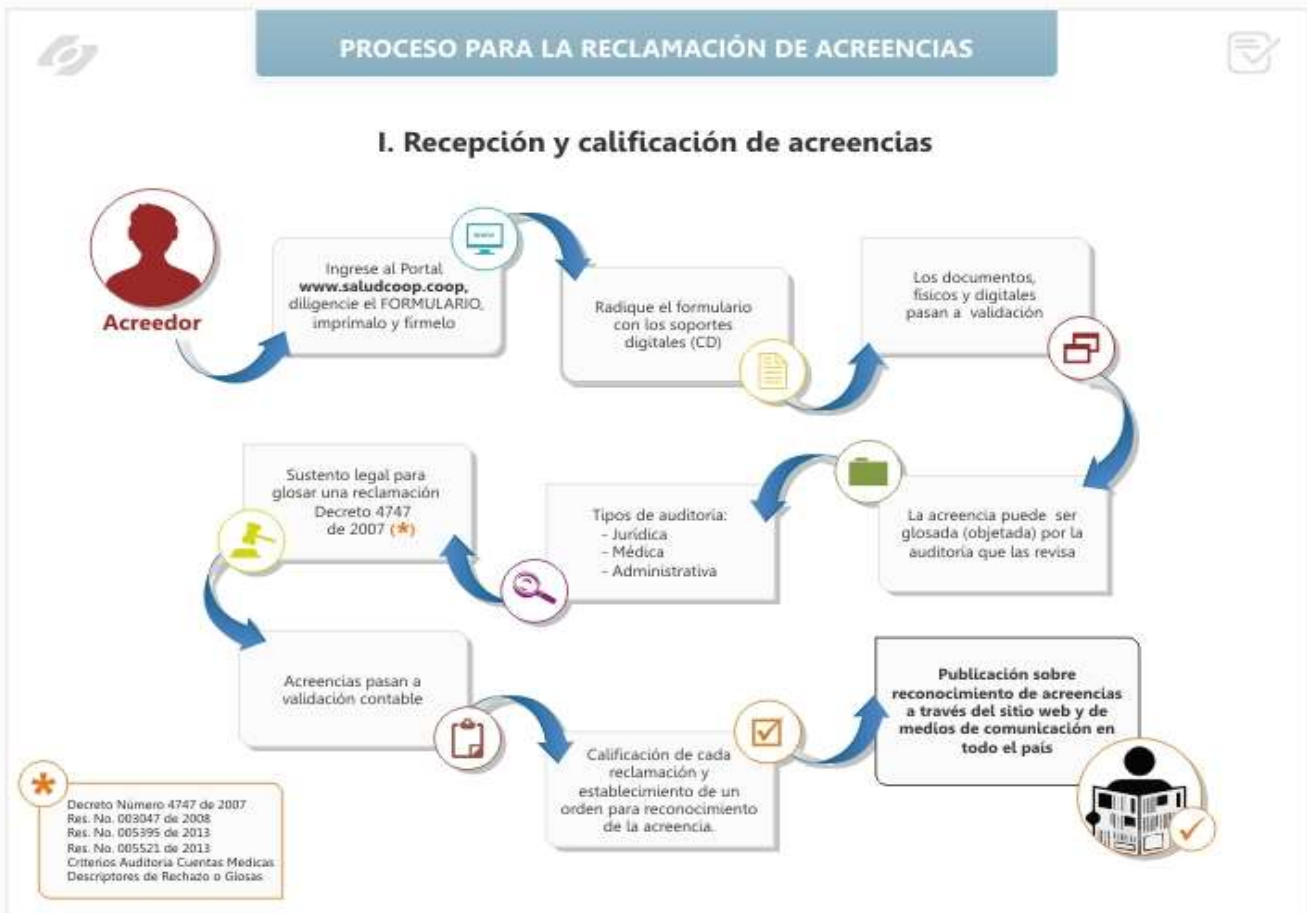 PROCESO PARA LA RECLAMACIÓN DE ACREENCIAS
I. Recepción y calificación de acreencias
Acreedor
Ingrese al Portal
www.saludcoop.coop,
diligencie el FORMULARIO,
imprímalo y fírmelo
www
Radique el formulario
con los soportes
digitales (CD)
Los documentos,
físicos y digitales
pasan a validación
La acreencia puede ser
glosada (objetada) por la
auditoría que las revisa
Tipos de auditoria:
- Jurídica
- Médica
- Administrativa
Sustento legal para
glosar una reclamación
Decreto 4747
de 2007 (*)
Acreencias pasan a
validación contable
Calificación de cada
reclamación y
establecimiento de un
orden para reconocimiento
de la acreencia.
Publicación sobre
reconocimiento de acreencias
a través del sitio web y de
medios de comunicación en
todo el país
*
Decreto Número 4747 de 2007
Res. No. 003047 de 2008
Res. No. 005395 de 2013
Res. No. 005521 de 2013
Criterios Auditoria Cuentas Medicas
Descriptores de Rechazo o Glosas